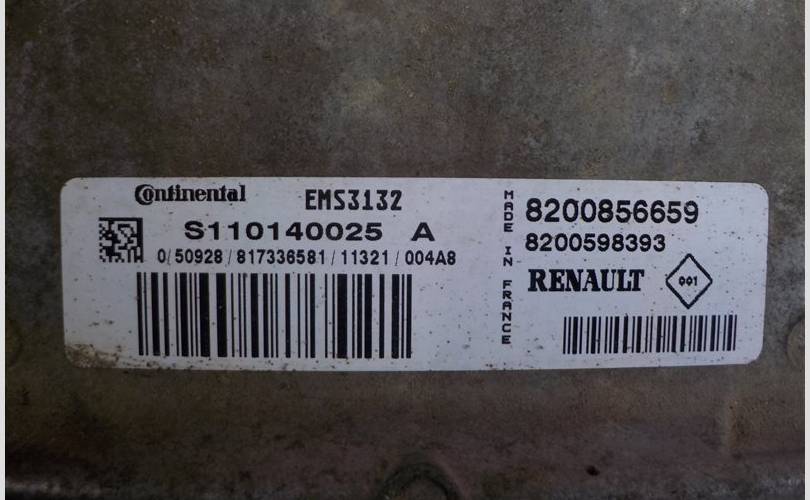 Continental EMS3132
S110140025 A
0/50928/817336581/11321/004A8
MADE IN FRANCE
8200856659
8200598393
RENAULT 001